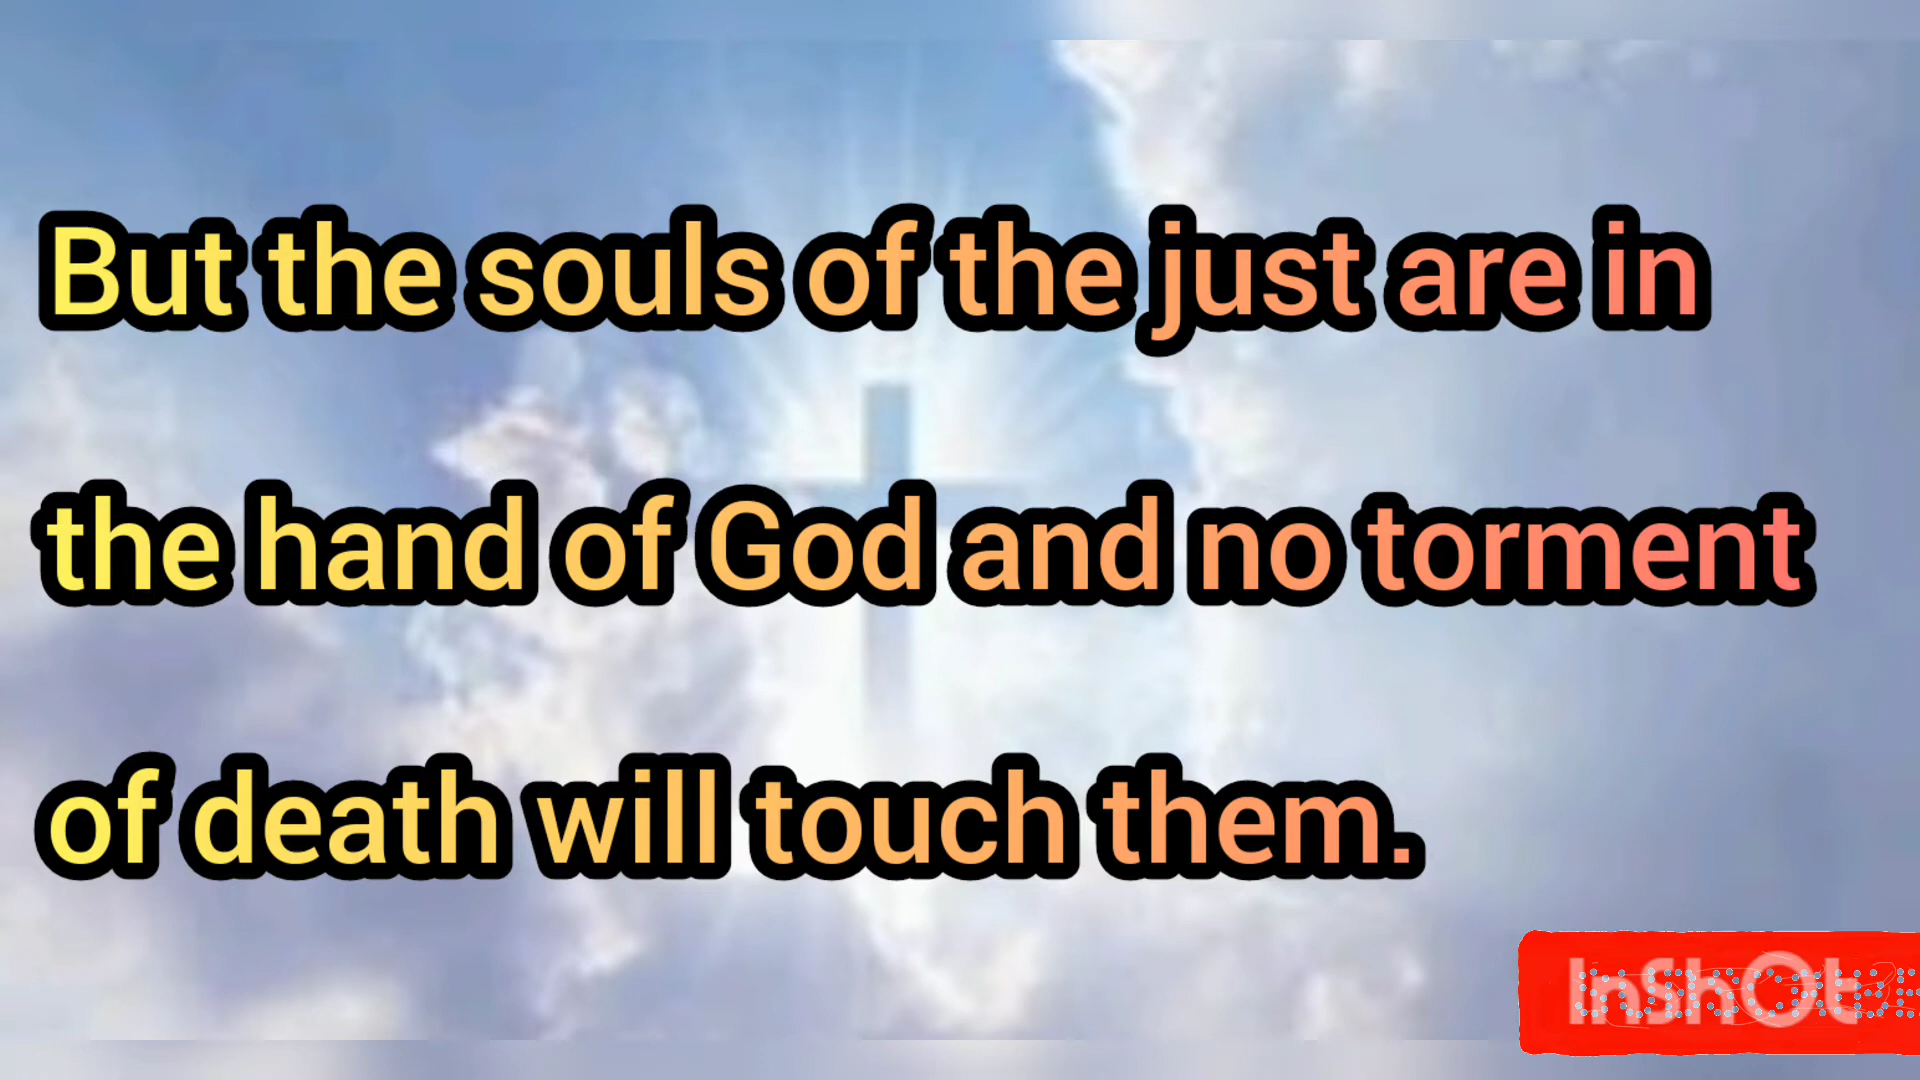 But the souls of the just are in
the hand of God and no torment
of death will touch them.
InShOt